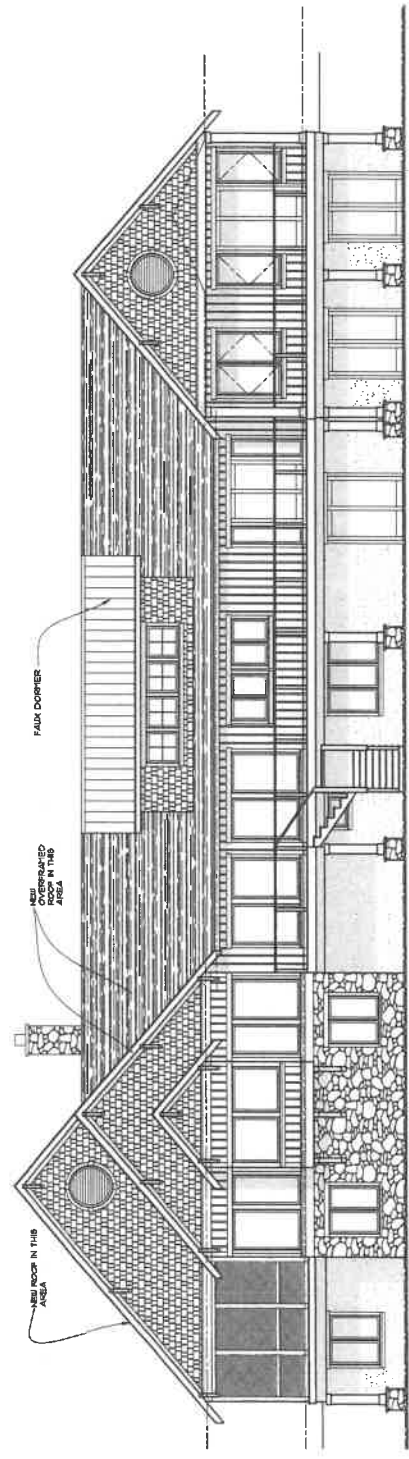 NEW ROOF IN THIS
AREA
NEW
OVERFRAMED
ROOF IN THIS
AREA
FAUX DORMER